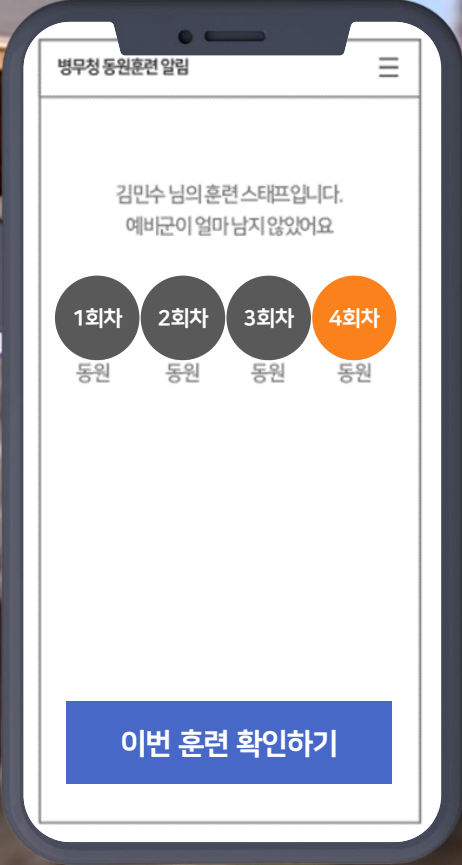 병무청 동원훈련 알림
김민수 님의 훈련 스태프입니다.
예비군이 얼마 남지 않았어요
1회차 2회차 3회차 4회차
동원 동원 동원 동원
이번 훈련 확인하기